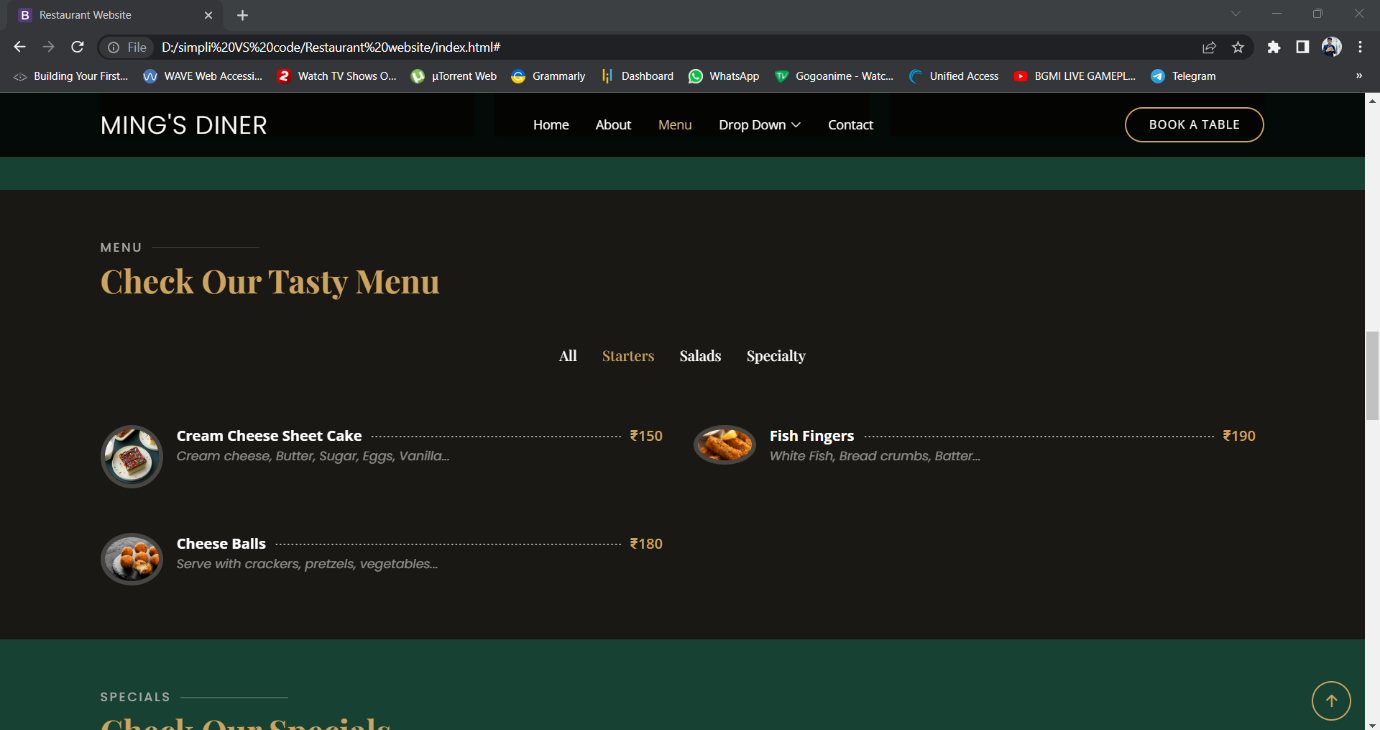 Restaurant Website
File D:/simpli%20VS%20code/Restaurant%20website/index.html#
Building Your First... WAVE Web Accessi... Watch TV Shows O... µTorrent Web Grammarly Dashboard WhatsApp Gogoanime - Watc... Unified Access BGMI LIVE GAMEPL... Telegram »
MING'S DINER Home About Menu Drop Down Contact BOOK A TABLE
MENU
Check Our Tasty Menu
All Starters Salads Specialty
Cream Cheese Sheet Cake ₹150
Cream cheese, Butter, Sugar, Eggs, Vanilla...
Fish Fingers ₹190
White Fish, Bread crumbs, Batter...
Cheese Balls ₹180
Serve with crackers, pretzels, vegetables...
SPECIALS
Check Our Specials